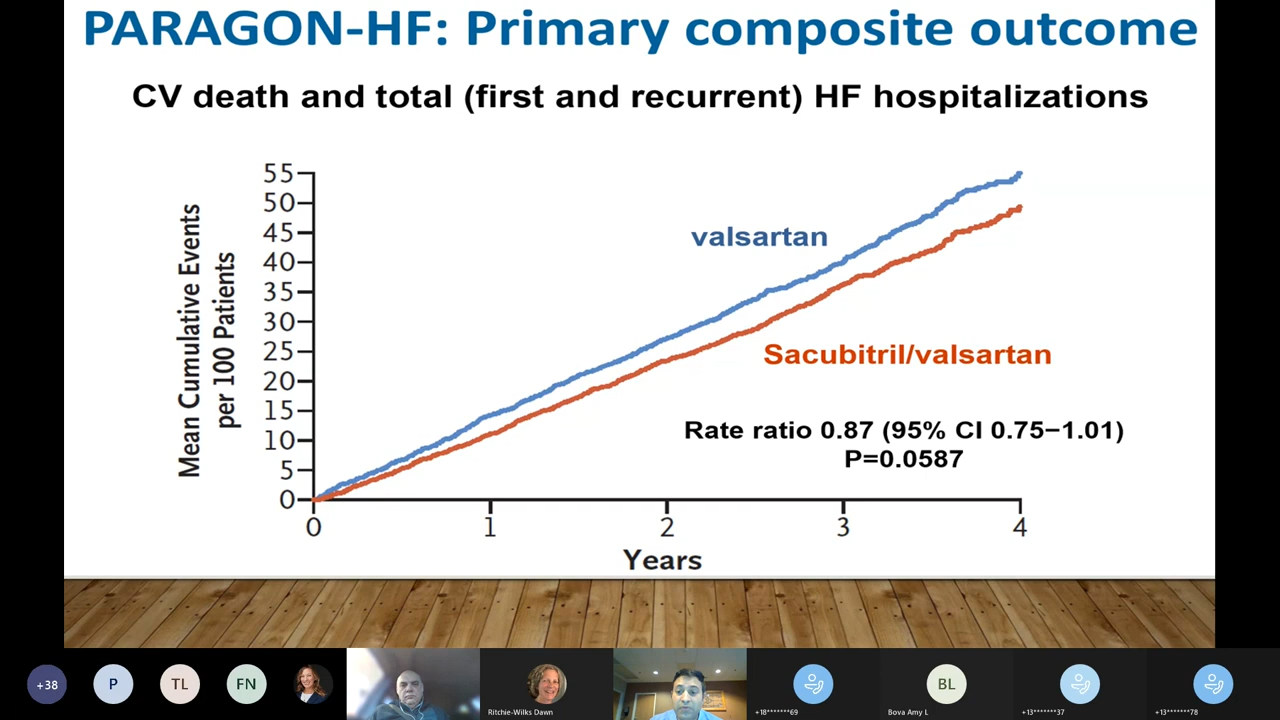 PARAGON-HF: Primary composite outcome
CV death and total (first and recurrent) HF hospitalizations
Mean Cumulative Events
per 100 Patients
55
50
45
40
35
30
25
20
15
10
5
0
valsartan
Sacubitril/valsartan
Rate ratio 0.87 (95% CI 0.75–1.01)
P=0.0587
0 1 2 3 4
Years
+38 P TL FN BL
Ritchie-Wilks Dawn +18*******69 Bova Amy L +13*******37 +13*******78